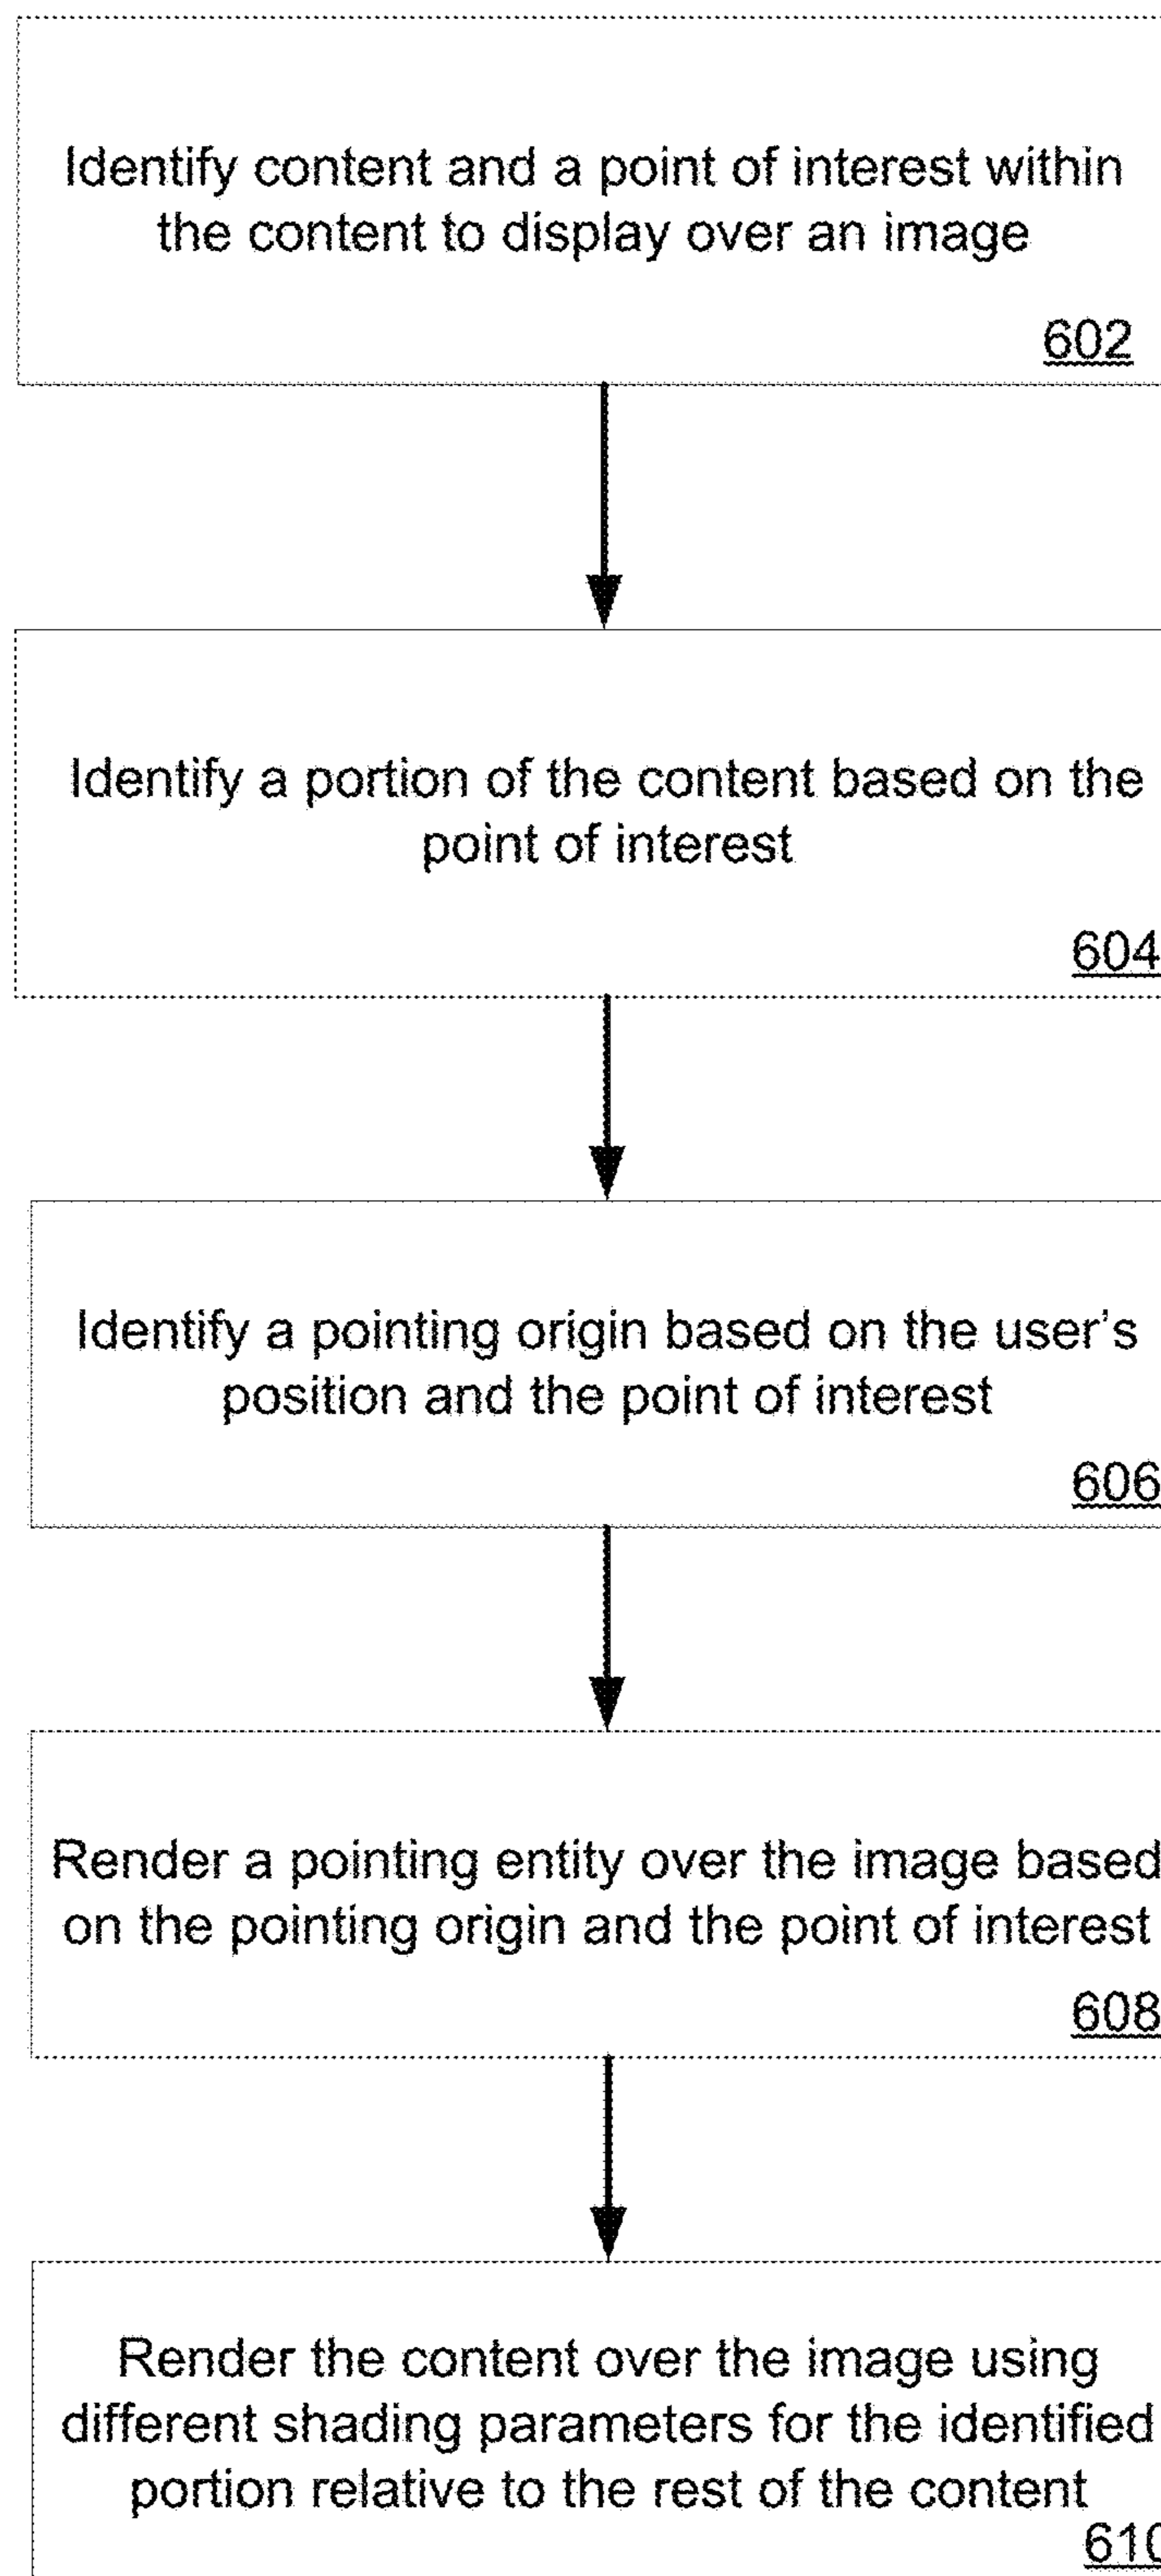 Identify content and a point of interest within
the content to display over an image
602
Identify a portion of the content based on the
point of interest
604
Identify a pointing origin based on the user's
position and the point of interest
606
Render a pointing entity over the image based
on the pointing origin and the point of interest
608
Render the content over the image using
different shading parameters for the identified
portion relative to the rest of the content
610